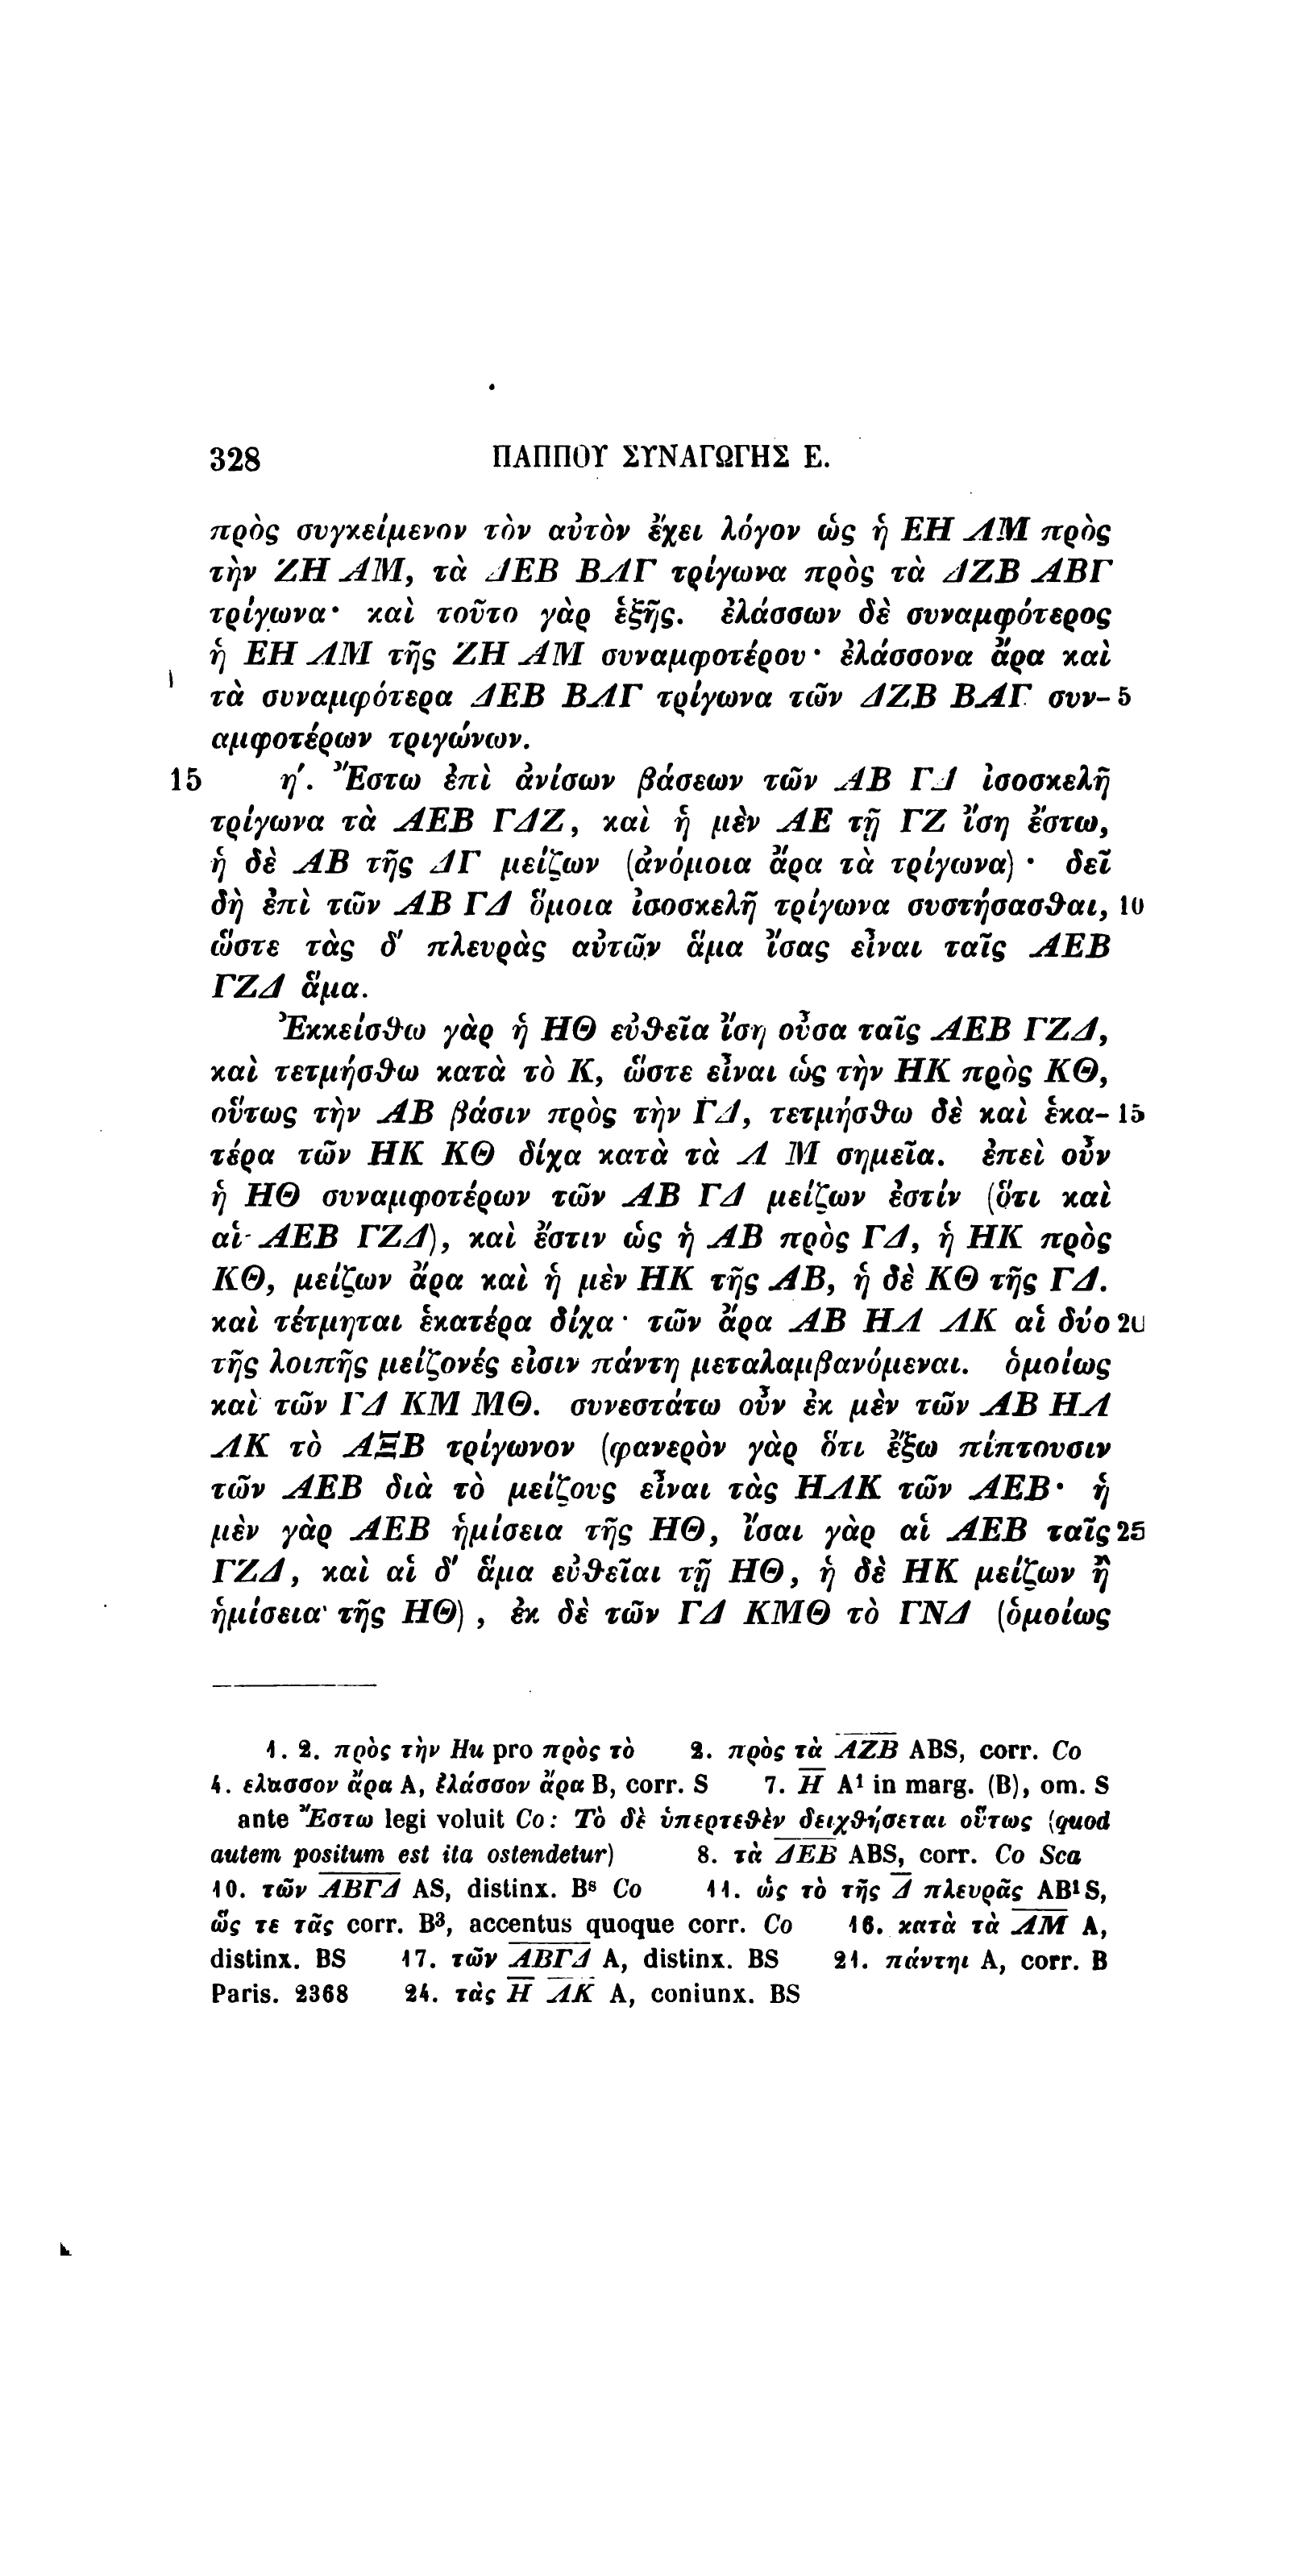 328 ΠΑΠΠΟΥ ΣΥΝΑΓΩΓΗΣ Ε.
πρὸς συγκείμενον τὸν αὐτὸν ἔχει λόγον ὡς ἡ ΕΗ ΛΜ πρὸς
τὴν ΖΗ ΛΜ, τὰ ΔΕΒ ΒΛΓ τρίγωνα πρὸς τὰ ΔΖΒ ΑΒΓ
τρίγωνα· καὶ τοῦτο γὰρ ἑξῆς. ἐλάσσων δὲ συναμφότερος
ἡ ΕΗ ΛΜ τῆς ΖΗ ΑΜ συναμφοτέρου· ἐλάσσονα ἄρα καὶ
τὰ συναμφότερα ΔΕΒ ΒΛΓ τρίγωνα τῶν ΔΖΒ ΒΑΓ συν- 5
αμφοτέρων τριγώνων.
15 η΄. Ἔστω ἐπὶ ἀνίσων βάσεων τῶν ΑΒ ΓΔ ἰσοσκελῆ
τρίγωνα τὰ ΑΕΒ ΓΔΖ, καὶ ἡ μὲν ΑΕ τῇ ΓΖ ἴση ἔστω,
ἡ δὲ ΑΒ τῆς ΔΓ μείζων (ἀνόμοια ἄρα τὰ τρίγωνα)· δεῖ
δὴ ἐπὶ τῶν ΑΒ ΓΔ ὅμοια ἰσοσκελῆ τρίγωνα συστήσασθαι, 10
ὥστε τὰς δ΄ πλευρὰς αὐτῶν ἅμα ἴσας εἶναι ταῖς ΑΕΒ
ΓΖΔ ἅμα.
Ἐκκείσθω γὰρ ἡ ΗΘ εὐθεῖα ἴση οὖσα ταῖς ΑΕΒ ΓΖΔ,
καὶ τετμήσθω κατὰ τὸ Κ, ὥστε εἶναι ὡς τὴν ΗΚ πρὸς ΚΘ,
οὕτως τὴν ΑΒ βάσιν πρὸς τὴν ΓΔ, τετμήσθω δὲ καὶ ἑκα- 15
τέρα τῶν ΗΚ ΚΘ δίχα κατὰ τὰ Λ Μ σημεῖα. ἐπεὶ οὖν
ἡ ΗΘ συναμφοτέρων τῶν ΑΒ ΓΔ μείζων ἐστίν (ὅτι καὶ
αἱ ΑΕΒ ΓΖΔ), καὶ ἔστιν ὡς ἡ ΑΒ πρὸς ΓΔ, ἡ ΗΚ πρὸς
ΚΘ, μείζων ἄρα καὶ ἡ μὲν ΗΚ τῆς ΑΒ, ἡ δὲ ΚΘ τῆς ΓΔ.
καὶ τέτμηται ἑκατέρα δίχα· τῶν ἄρα ΑΒ ΗΛ ΛΚ αἱ δύο 20
τῆς λοιπῆς μείζονές εἰσιν πάντη μεταλαμβανόμεναι. ὁμοίως
καὶ τῶν ΓΔ ΚΜ ΜΘ. συνεστάτω οὖν ἐκ μὲν τῶν ΑΒ ΗΛ
ΛΚ τὸ ΑΞΒ τρίγωνον (φανερὸν γὰρ ὅτι ἔξω πίπτουσιν
τῶν ΑΕΒ διὰ τὸ μείζους εἶναι τὰς ΗΛΚ τῶν ΑΕΒ· ἡ
μὲν γὰρ ΑΕΒ ἡμίσεια τῆς ΗΘ, ἴσαι γὰρ αἱ ΑΕΒ ταῖς 25
ΓΖΔ, καὶ αἱ δ΄ ἅμα εὐθεῖαι τῇ ΗΘ, ἡ δὲ ΗΚ μείζων ἢ
ἡμίσεια τῆς ΗΘ), ἐκ δὲ τῶν ΓΔ ΚΜΘ τὸ ΓΝΔ (ὁμοίως
1. 2. πρὸς τὴν Hu pro πρὸς τὸ 2. πρὸς τὰ ΑΖΒ ABS, corr. Co
4. ελασσον ἄρα A, ἐλάσσον ἄρα B, corr. S 7. Η A¹ in marg. (B), om. S
ante Ἔστω legi voluit Co: Τὸ δὲ ὑπερτεθὲν δειχθήσεται οὕτως (quod
autem positum est ita ostendetur) 8. τὰ ΔΕΒ ABS, corr. Co Sca
10. τῶν ΑΒΓΔ AS, distinx. Bˢ Co 11. ὡς τὸ τῆς Δ πλευρᾶς AB¹S,
ὥς τε τᾶς corr. B³, accentus quoque corr. Co 16. κατὰ τὰ ΛΜ A,
distinx. BS 17. τῶν ΑΒΓΔ A, distinx. BS 21. πάντηι A, corr. B
Paris. 2368 24. τὰς Η ΛΚ A, coniunx. BS